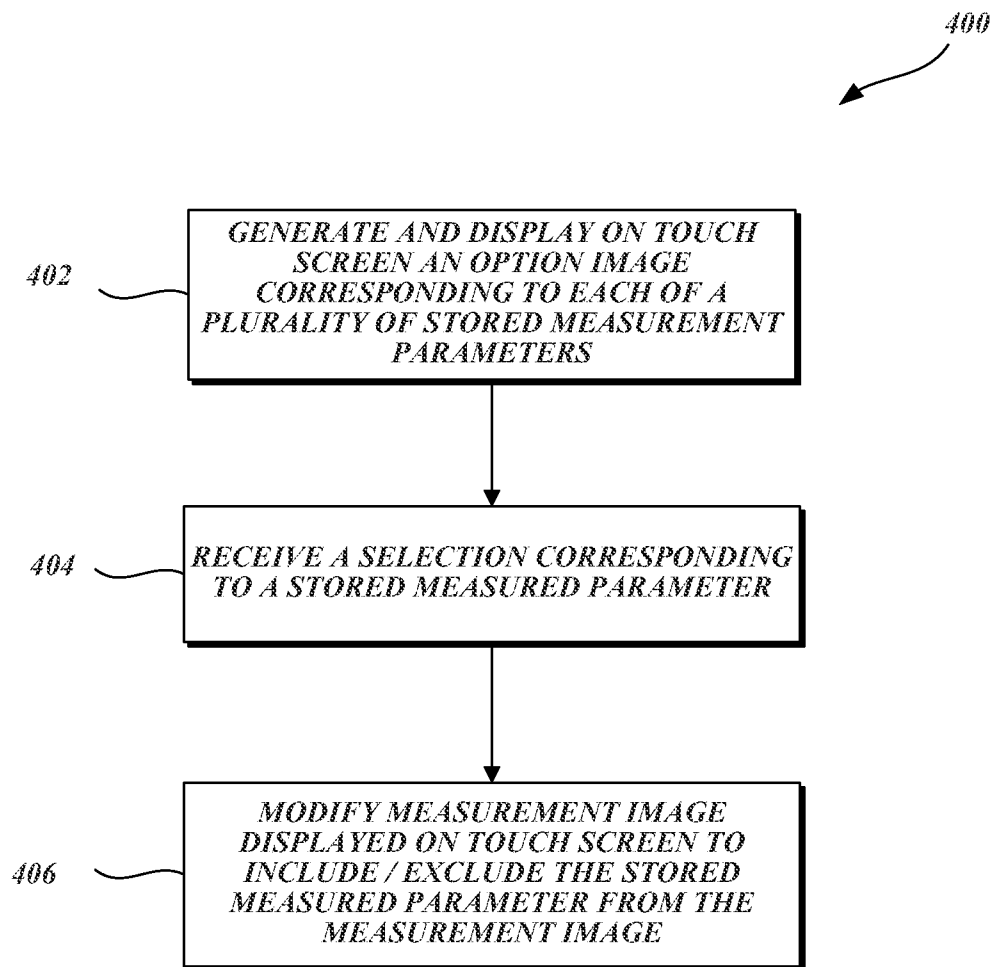 400
GENERATE AND DISPLAY ON TOUCH
SCREEN AN OPTION IMAGE
CORRESPONDING TO EACH OF A
PLURALITY OF STORED MEASUREMENT
PARAMETERS
402
RECEIVE A SELECTION CORRESPONDING
TO A STORED MEASURED PARAMETER
404
MODIFY MEASUREMENT IMAGE
DISPLAYED ON TOUCH SCREEN TO
INCLUDE / EXCLUDE THE STORED
MEASURED PARAMETER FROM THE
MEASUREMENT IMAGE
406